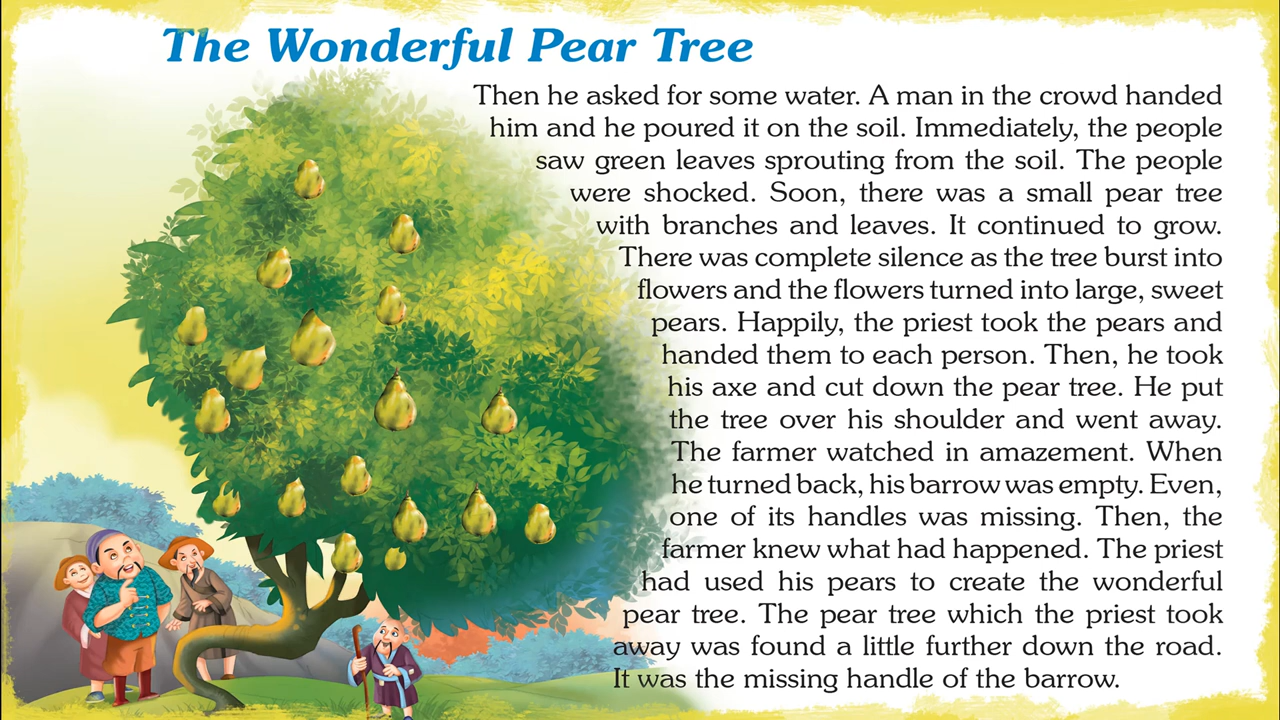 The Wonderful Pear Tree
Then he asked for some water. A man in the crowd handed
him and he poured it on the soil. Immediately, the people
saw green leaves sprouting from the soil. The people
were shocked. Soon, there was a small pear tree
with branches and leaves. It continued to grow.
There was complete silence as the tree burst into
flowers and the flowers turned into large, sweet
pears. Happily, the priest took the pears and
handed them to each person. Then, he took
his axe and cut down the pear tree. He put
the tree over his shoulder and went away.
The farmer watched in amazement. When
he turned back, his barrow was empty. Even,
one of its handles was missing. Then, the
farmer knew what had happened. The priest
had used his pears to create the wonderful
pear tree. The pear tree which the priest took
away was found a little further down the road.
It was the missing handle of the barrow.